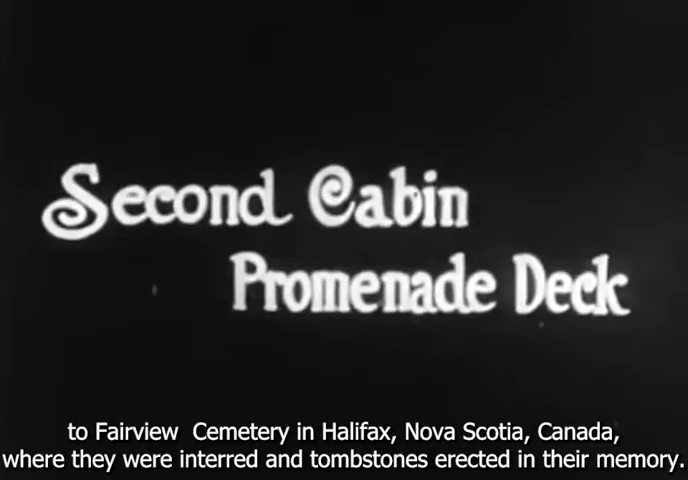 Second Cabin
Promenade Deck
to Fairview  Cemetery in Halifax, Nova Scotia, Canada,
where they were interred and tombstones erected in their memory.